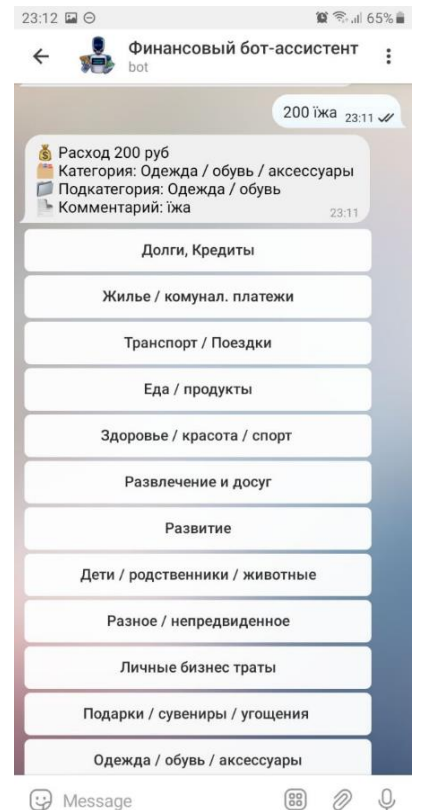 23:12 65%
Финансовый бот-ассистент
bot
200 їжа 23:11
Расход 200 руб
Категория: Одежда / обувь / аксессуары
Подкатегория: Одежда / обувь
Комментарий: їжа 23:11
Долги, Кредиты
Жилье / комунал. платежи
Транспорт / Поездки
Еда / продукты
Здоровье / красота / спорт
Развлечение и досуг
Развитие
Дети / родственники / животные
Разное / непредвиденное
Личные бизнес траты
Подарки / сувениры / угощения
Одежда / обувь / аксессуары
Message